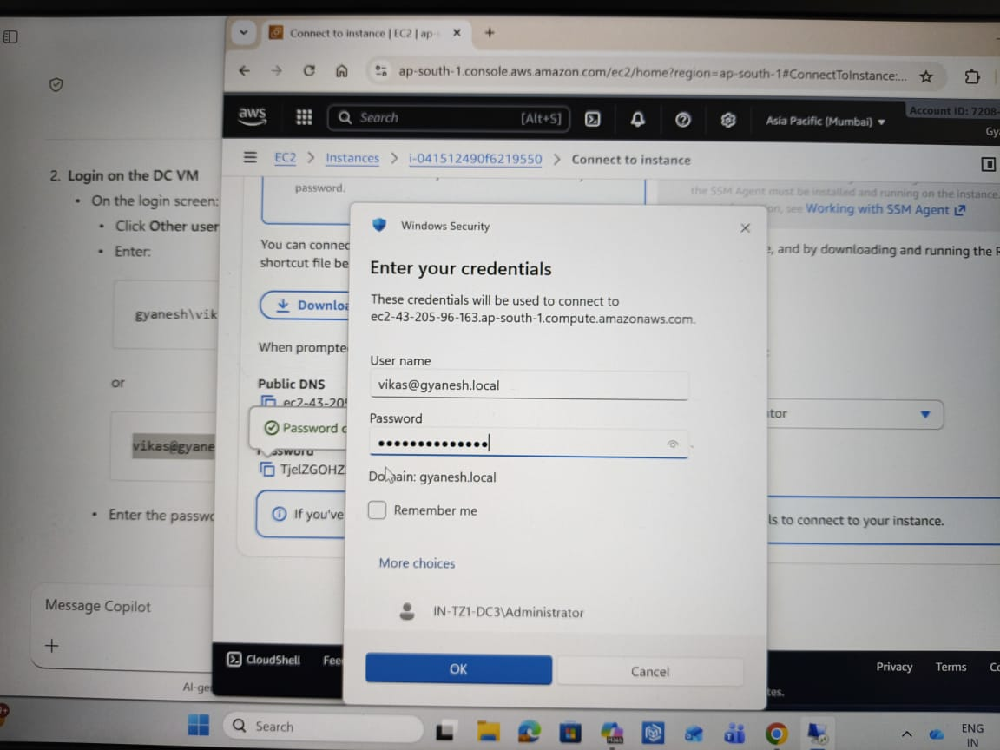 Connect to instance | EC2 | ap-
ap-south-1.console.aws.amazon.com/ec2/home?region=ap-south-1#ConnectToInstance:...
aws
Search [Alt+S]
Asia Pacific (Mumbai)
Account ID: 7208-
Gya
EC2 > Instances > i-041512490f6219550 > Connect to instance
2. Login on the DC VM
On the login screen:
Click Other user
Enter:
gyanesh\vik
or
vikas@gyane
Enter the passwo
Message Copilot
+
AI-ge
password.
the SSM Agent must be installed and running on the instance.
on, see Working with SSM Agent
You can connec
shortcut file be
e, and by downloading and running the R
Downloa
When prompte
Public DNS
ec2-43-205
Password c
Password
TjelZGOHZ
If you've
tor
ls to connect to your instance.
Windows Security
Enter your credentials
These credentials will be used to connect to
ec2-43-205-96-163.ap-south-1.compute.amazonaws.com.
User name
vikas@gyanesh.local
Password
Domain: gyanesh.local
Remember me
More choices
IN-TZ1-DC3\Administrator
OK
Cancel
CloudShell
Fee
Privacy
Terms
Co
tes.
Search
ENG
IN